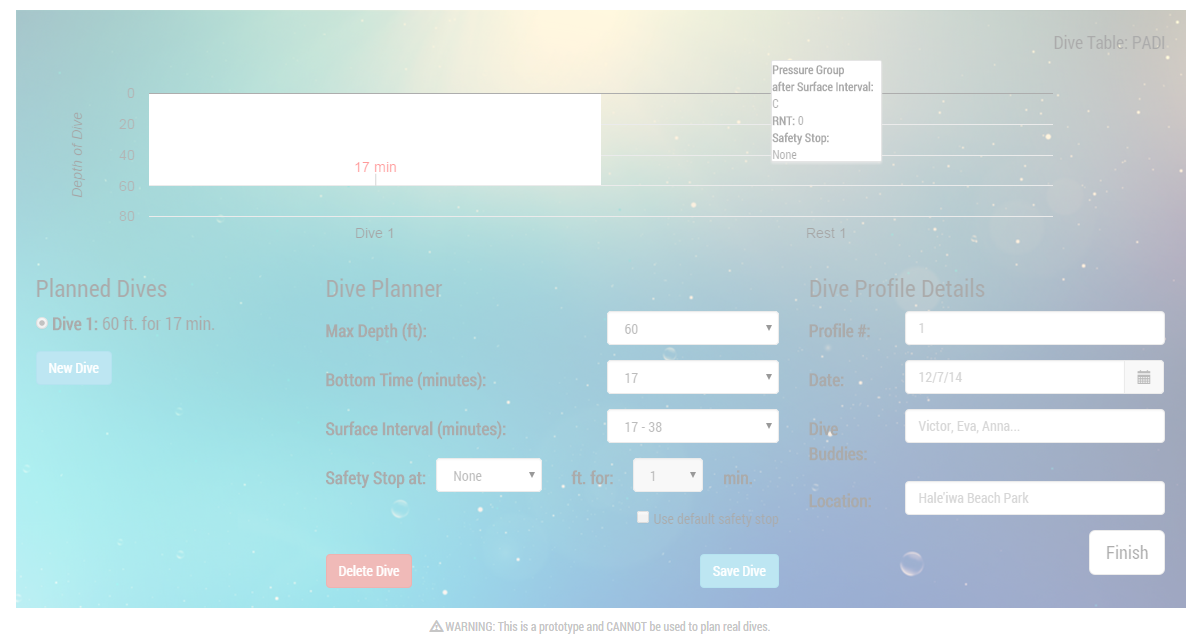 Dive Table: PADI
Pressure Group
after Surface Interval:
C
RNT: 0
Safety Stop:
None
0
20
40
60
80
Depth of Dive
17 min
Dive 1
Rest 1
Planned Dives
Dive 1: 60 ft. for 17 min.
New Dive
Dive Planner
Max Depth (ft): 60
Bottom Time (minutes): 17
Surface Interval (minutes): 17 - 38
Safety Stop at: None ft. for: 1 min.
Use default safety stop
Delete Dive Save Dive
Dive Profile Details
Profile #: 1
Date: 12/7/14
Dive
Buddies: Victor, Eva, Anna...
Location: Hale'iwa Beach Park
Finish
WARNING: This is a prototype and CANNOT be used to plan real dives.